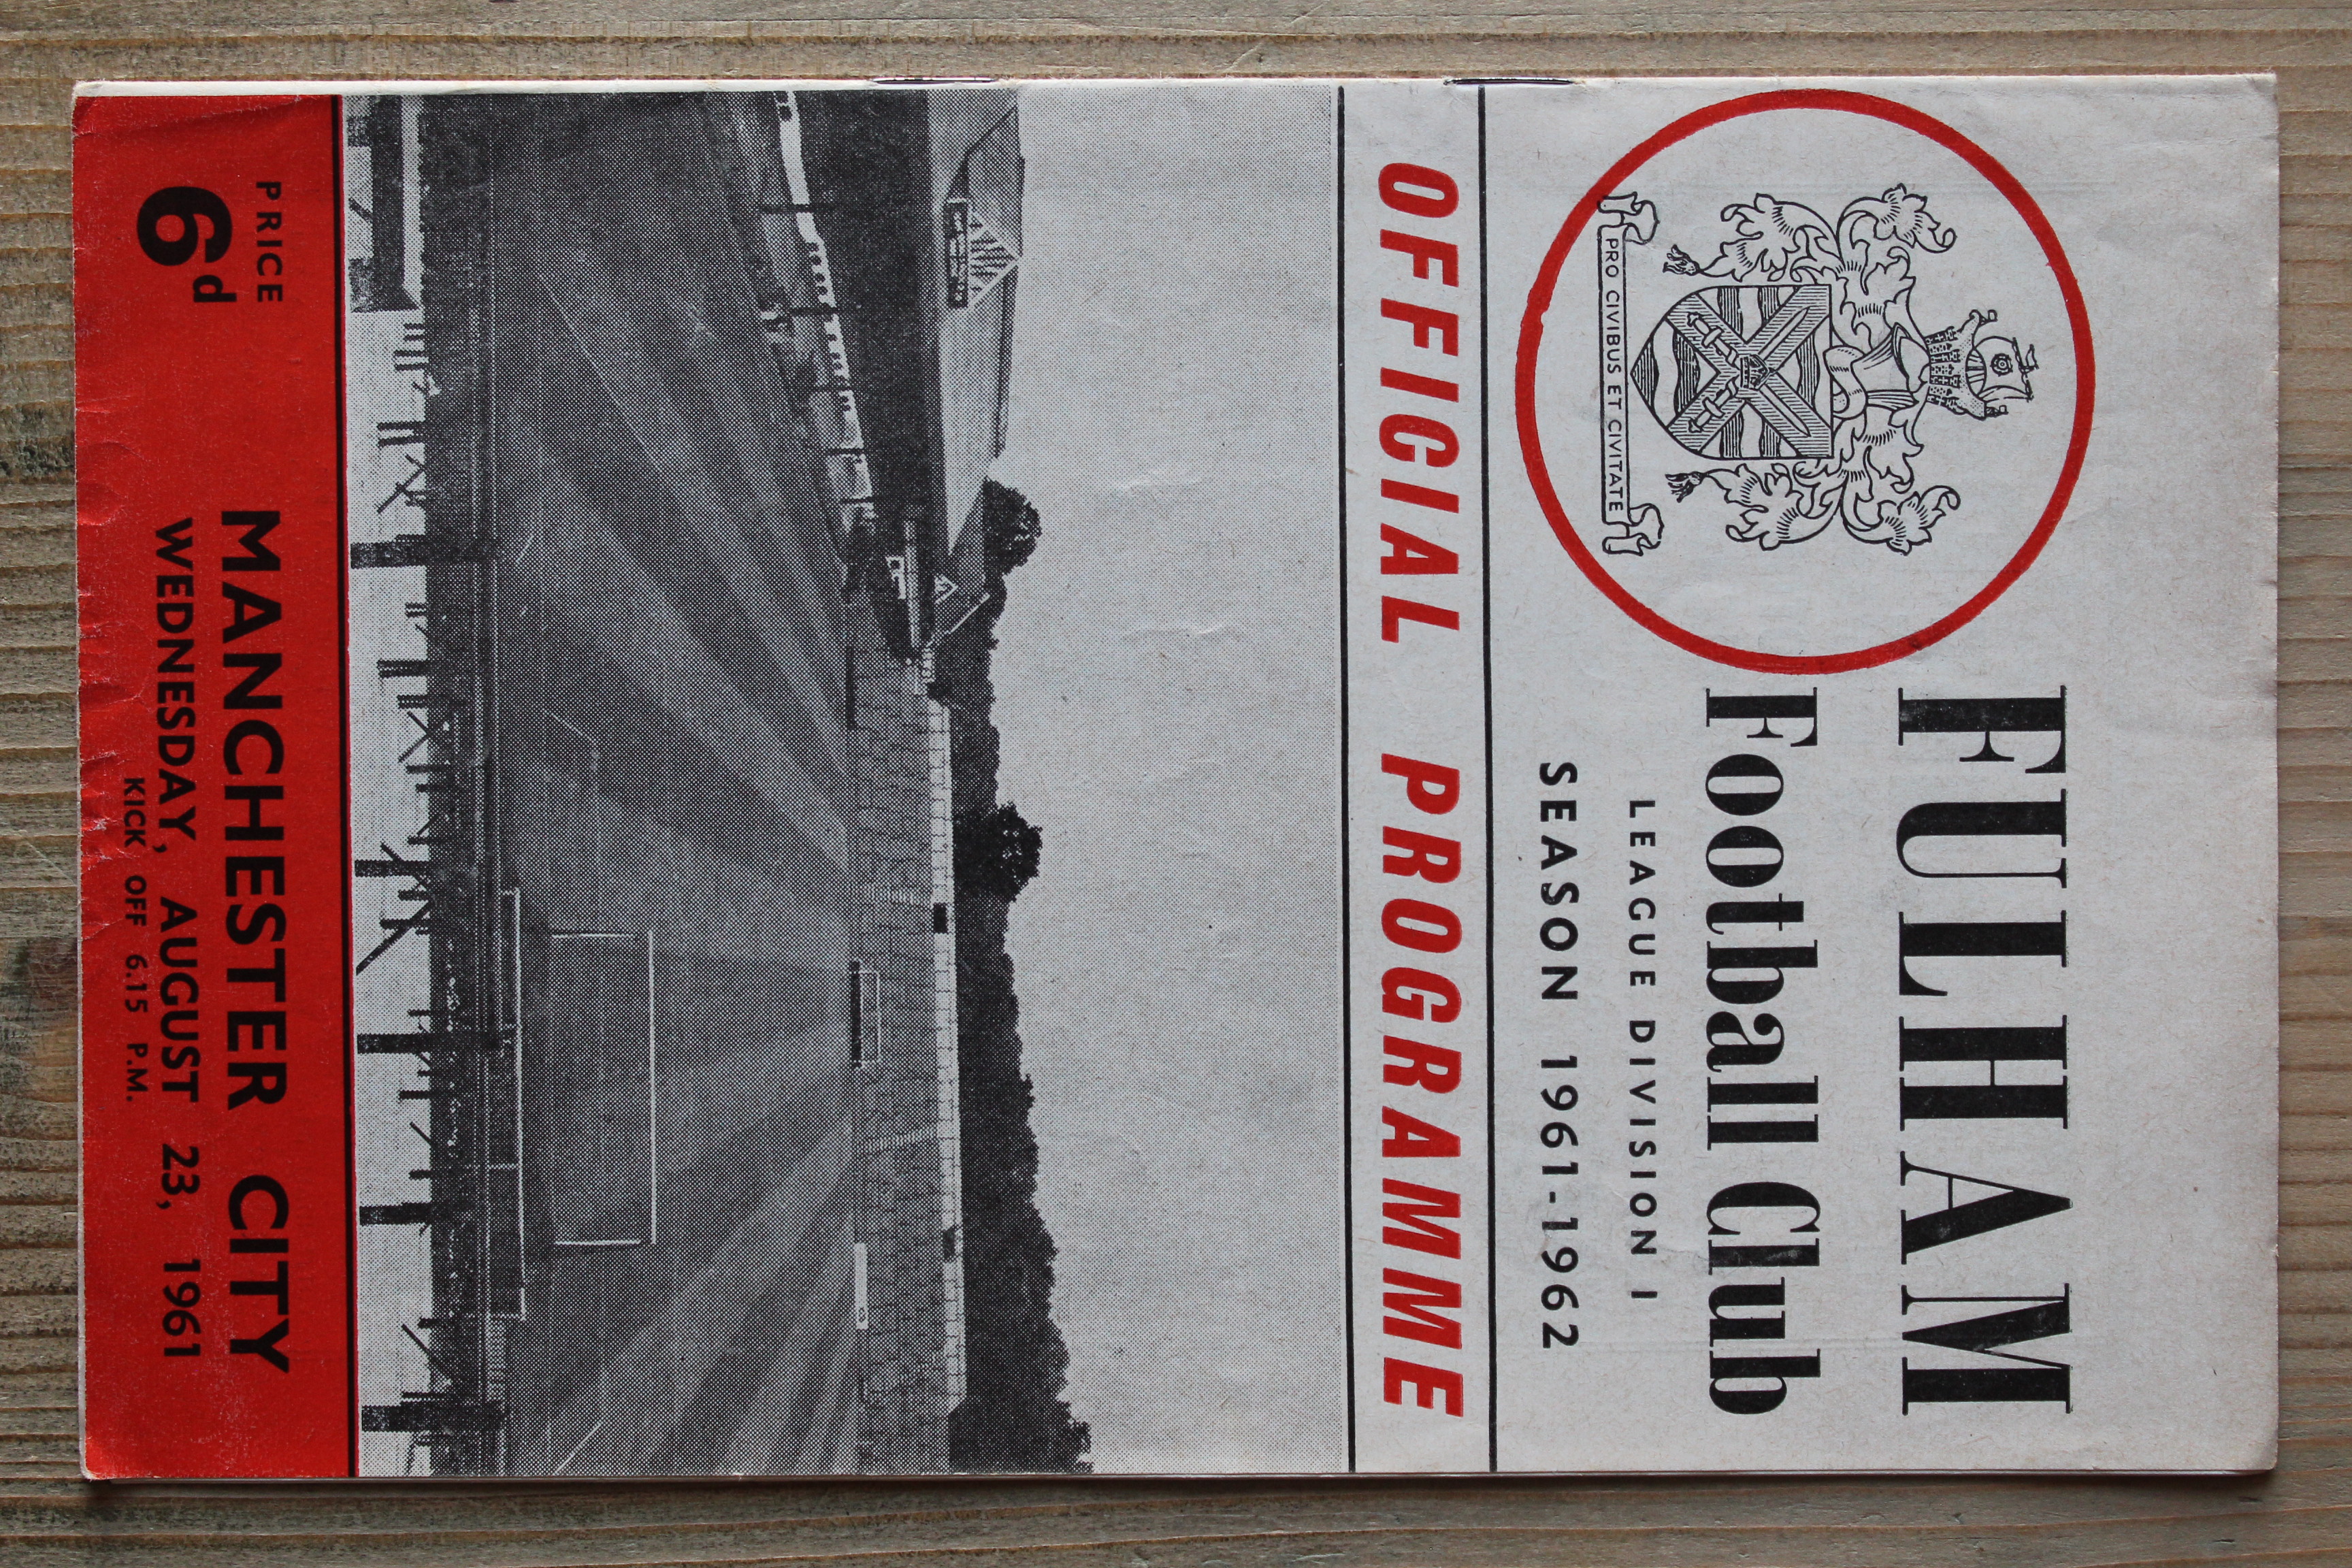 PRO CIVIBUS ET CIVITATE
FULHAM
Football Club
LEAGUE DIVISION I
SEASON 1961-1962
OFFICIAL PROGRAMME
PRICE
6d
MANCHESTER CITY
WEDNESDAY, AUGUST 23, 1961
KICK OFF 6.15 P.M.